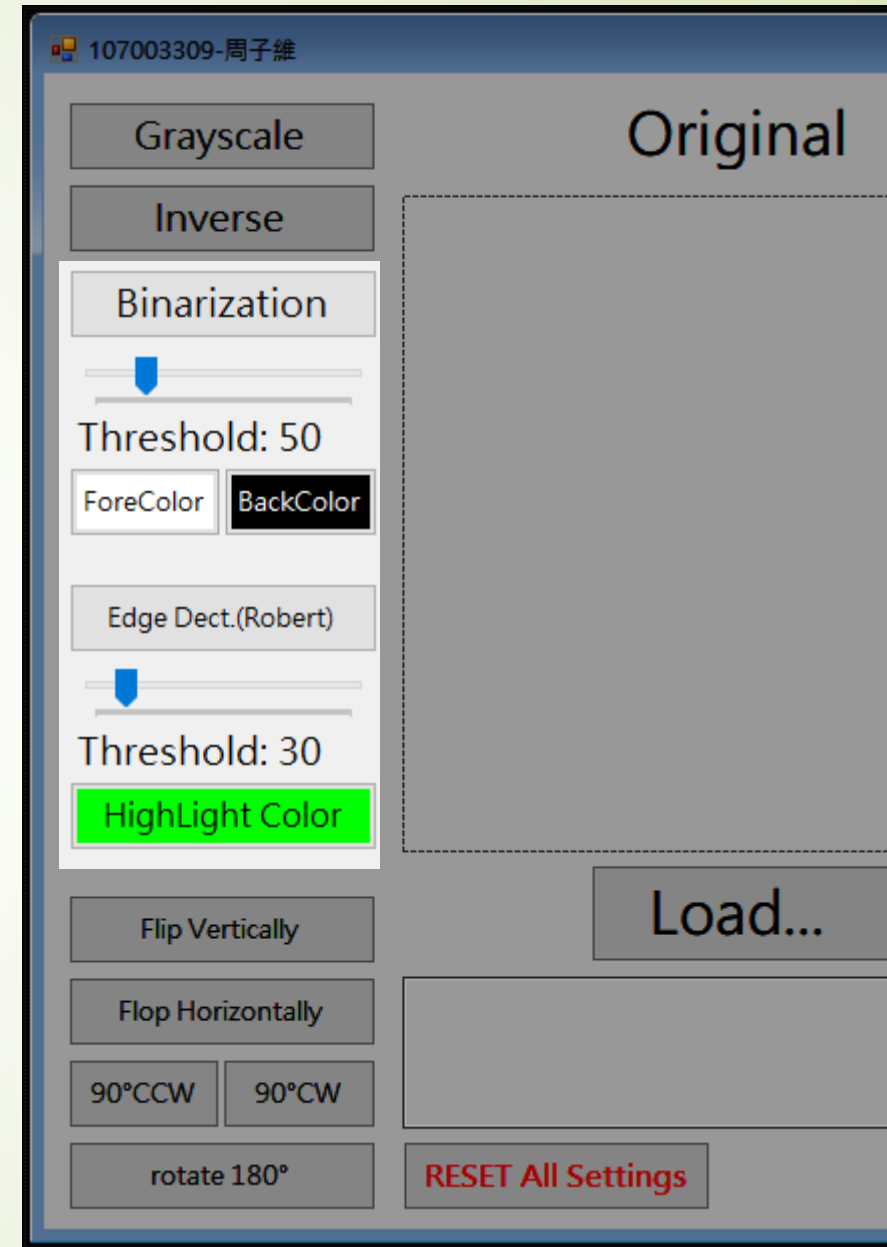 107003309-周子維
Grayscale
Original
Inverse
Binarization
Threshold: 50
ForeColor BackColor
Edge Dect.(Robert)
Threshold: 30
HighLight Color
Load...
Flip Vertically
Flop Horizontally
90°CCW 90°CW
rotate 180°
RESET All Settings